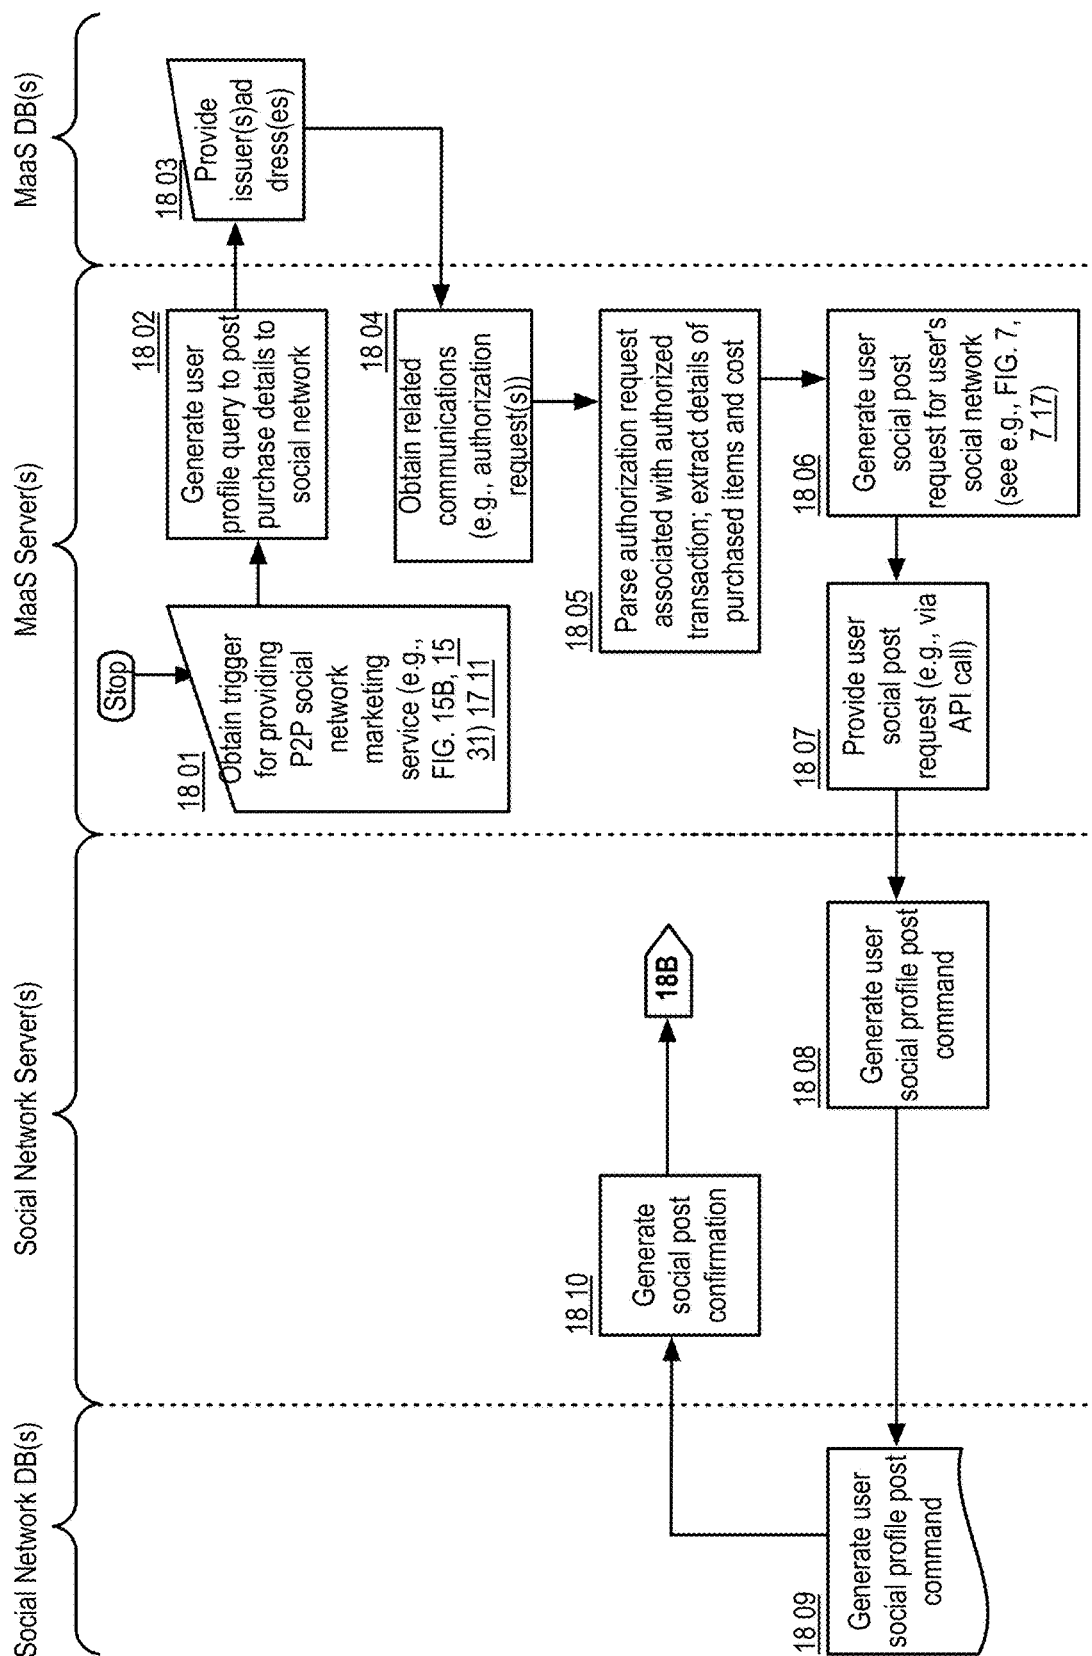 Social Network DB(s)
Social Network Server(s)
MaaS Server(s)
MaaS DB(s)
Stop
18 01
Obtain trigger
for providing
P2P social
network
marketing
service (e.g.,
FIG. 15B, 15
31) 17 11
18 02
Generate user
profile query to post
purchase details to
social network
18 03
Provide
issuer(s)ad
dress(es)
18 04
Obtain related
communications
(e.g., authorization
request(s))
18 05
Parse authorization request
associated with authorized
transaction; extract details of
purchased items and cost
18 06
Generate user
social post
request for user's
social network
(see e.g., FIG. 7,
7 17)
18 07
Provide user
social post
request (e.g., via
API call)
18 08
Generate user
social profile post
command
18 09
Generate user
social profile post
command
18 10
Generate
social post
confirmation
18B